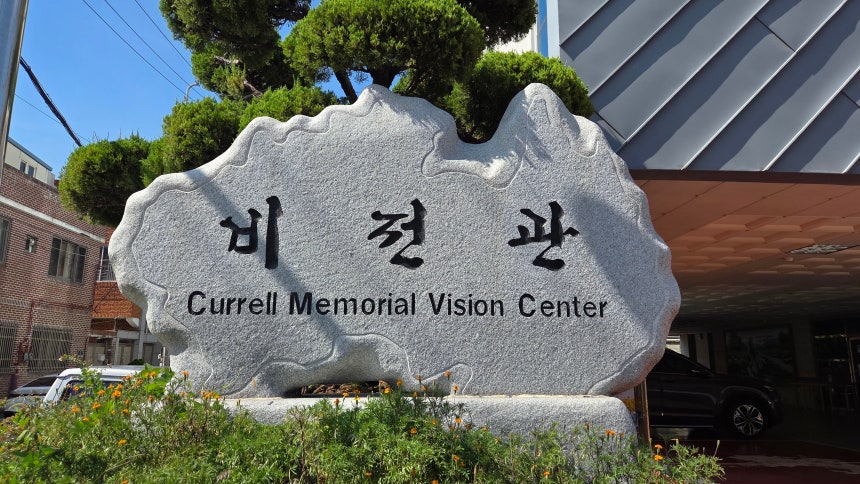 비전관
Currell Memorial Vision Center